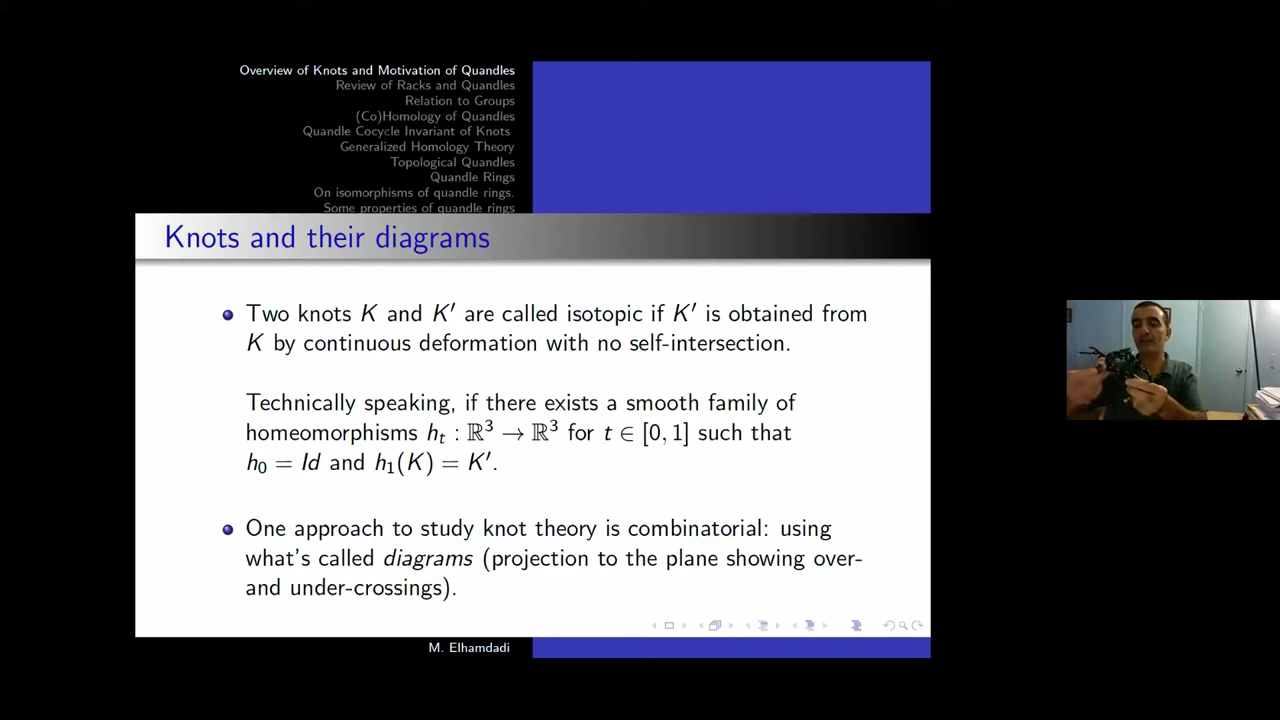 Overview of Knots and Motivation of Quandles
Review of Racks and Quandles
Relation to Groups
(Co)Homology of Quandles
Quandle Cocycle Invariant of Knots
Generalized Homology Theory
Topological Quandles
Quandle Rings
On isomorphisms of quandle rings.
Some properties of quandle rings
Knots and their diagrams
Two knots K and K′ are called isotopic if K′ is obtained from
K by continuous deformation with no self-intersection.
Technically speaking, if there exists a smooth family of
homeomorphisms hₜ : ℝ³ → ℝ³ for t ∈ [0, 1] such that
h₀ = Id and h₁(K) = K′.
One approach to study knot theory is combinatorial: using
what's called diagrams (projection to the plane showing over-
and under-crossings).
M. Elhamdadi